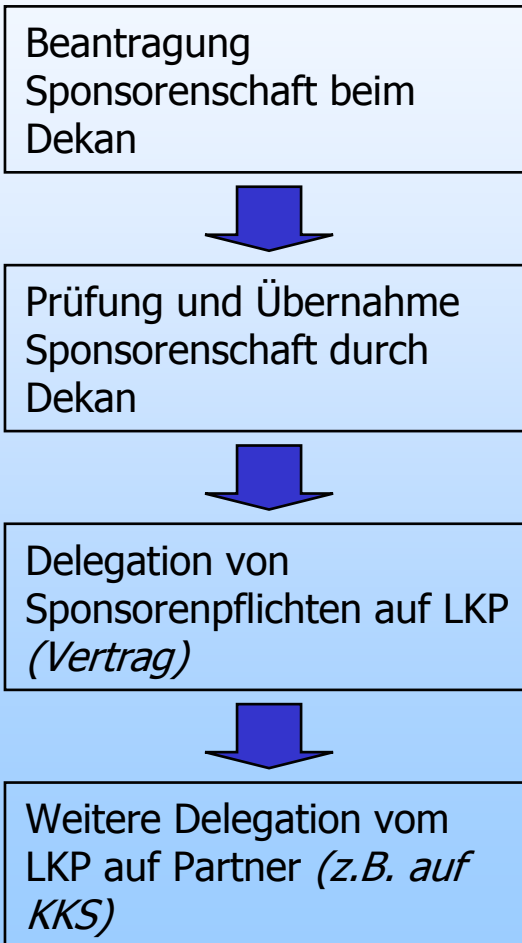 Beantragung
Sponsorenschaft beim
Dekan
Prüfung und Übernahme
Sponsorenschaft durch
Dekan
Delegation von
Sponsorenpflichten auf LKP
(Vertrag)
Weitere Delegation vom
LKP auf Partner (z.B. auf
KKS)